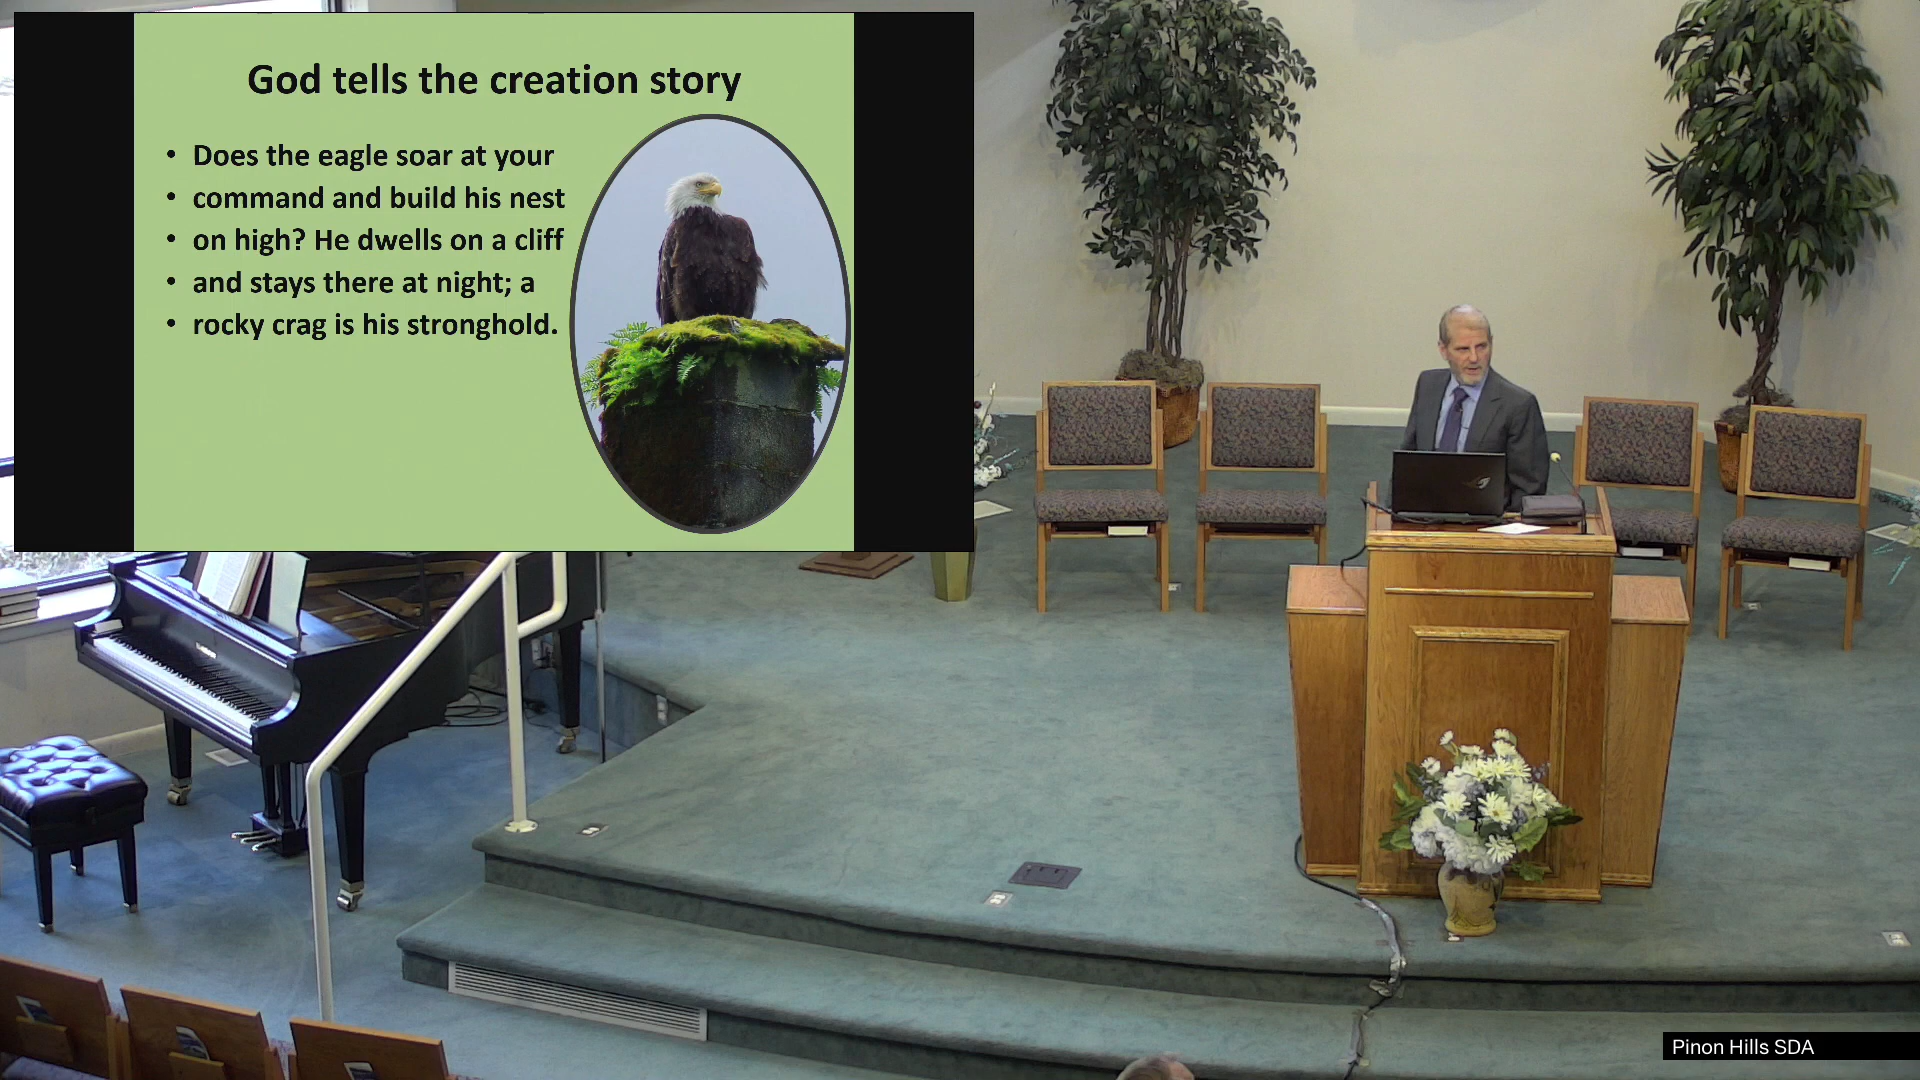 God tells the creation story
• Does the eagle soar at your
• command and build his nest
• on high? He dwells on a cliff
• and stays there at night; a
• rocky crag is his stronghold.
Pinon Hills SDA